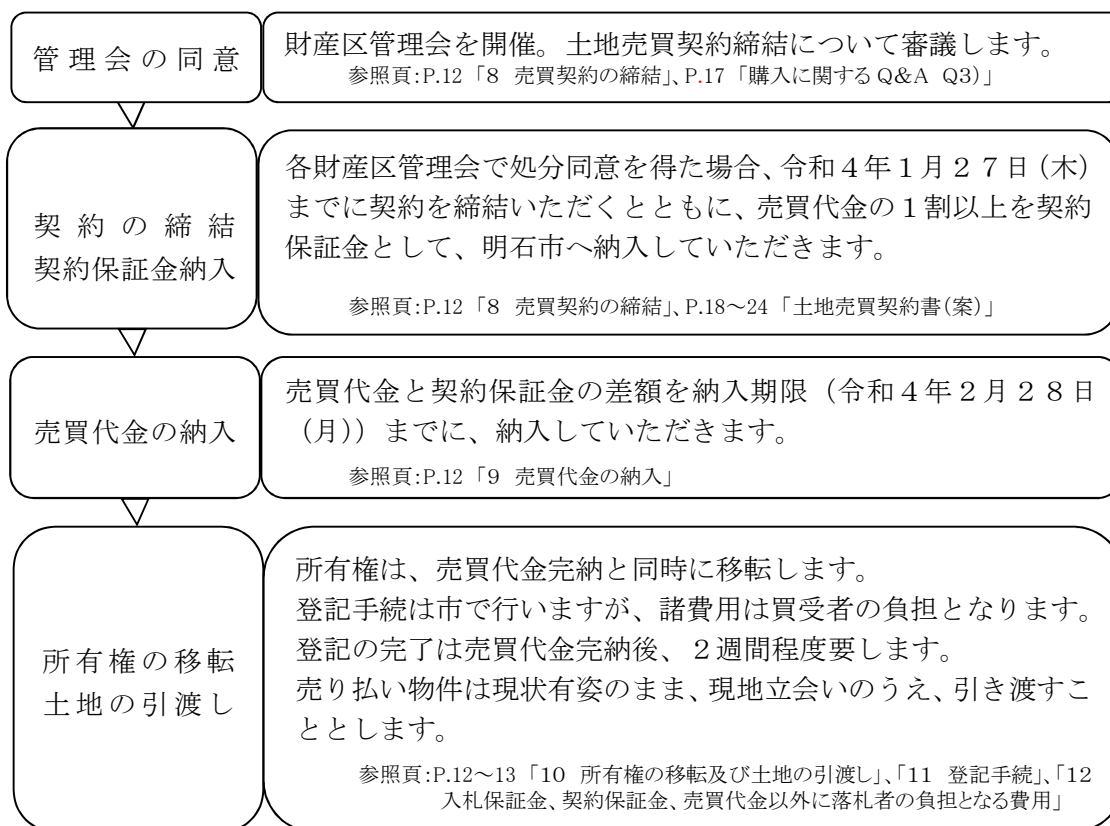 管理会の同意
財産区管理会を開催。土地売買契約締結について審議します。
参照頁:P.12「8 売買契約の締結」、P.17「購入に関するQ&A Q3)」
契約の締結
契約保証金納入
各財産区管理会で処分同意を得た場合、令和4年1月27日(木)
までに契約を締結いただくとともに、売買代金の1割以上を契約
保証金として、明石市へ納入していただきます。
参照頁:P.12「8 売買契約の締結」、P.18~24「土地売買契約書(案)」
売買代金の納入
売買代金と契約保証金の差額を納入期限(令和4年2月28日
(月))までに、納入していただきます。
参照頁:P.12「9 売買代金の納入」
所有権の移転
土地の引渡し
所有権は、売買代金完納と同時に移転します。
登記手続は市で行いますが、諸費用は買受者の負担となります。
登記の完了は売買代金完納後、2週間程度要します。
売り払い物件は現状有姿のまま、現地立会いのうえ、引き渡すこ
ととします。
参照頁:P.12~13「10 所有権の移転及び土地の引渡し」、「11 登記手続」、「12
入札保証金、契約保証金、売買代金以外に落札者の負担となる費用」